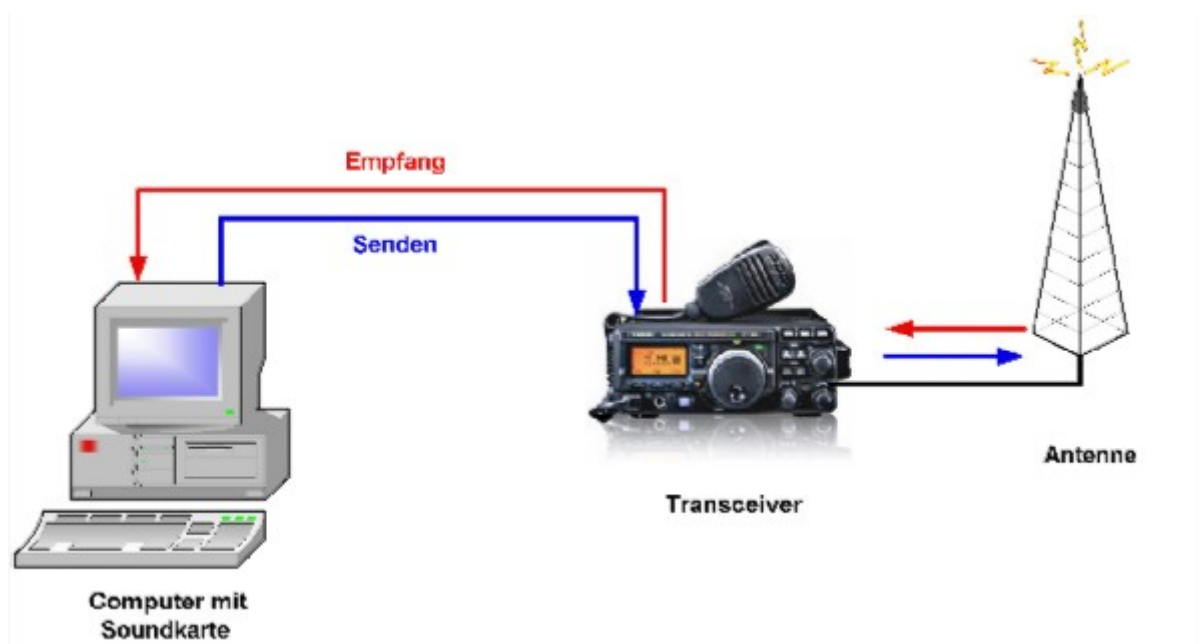 Empfang
Senden
Antenne
Transceiver
Computer mit
Soundkarte